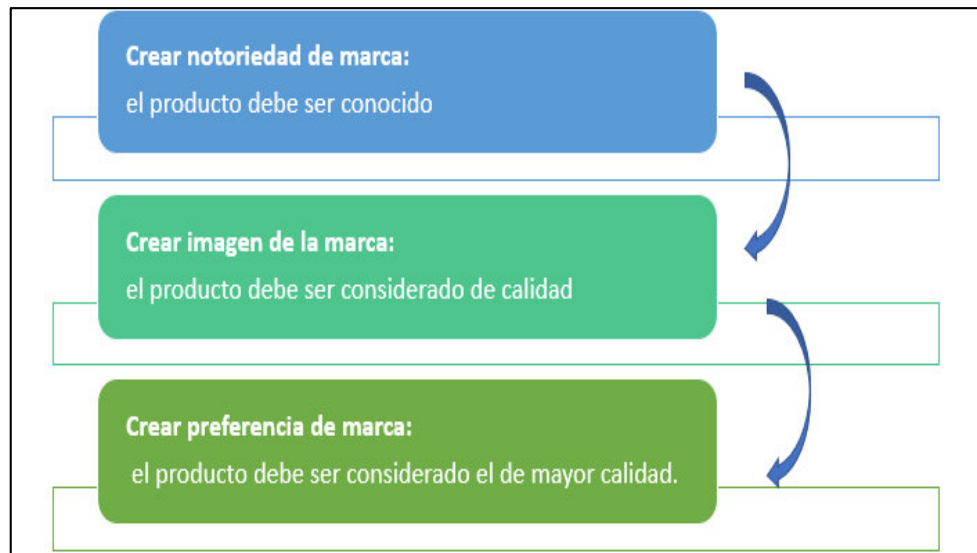 Crear notoriedad de marca:
el producto debe ser conocido
Crear imagen de la marca:
el producto debe ser considerado de calidad
Crear preferencia de marca:
el producto debe ser considerado el de mayor calidad.